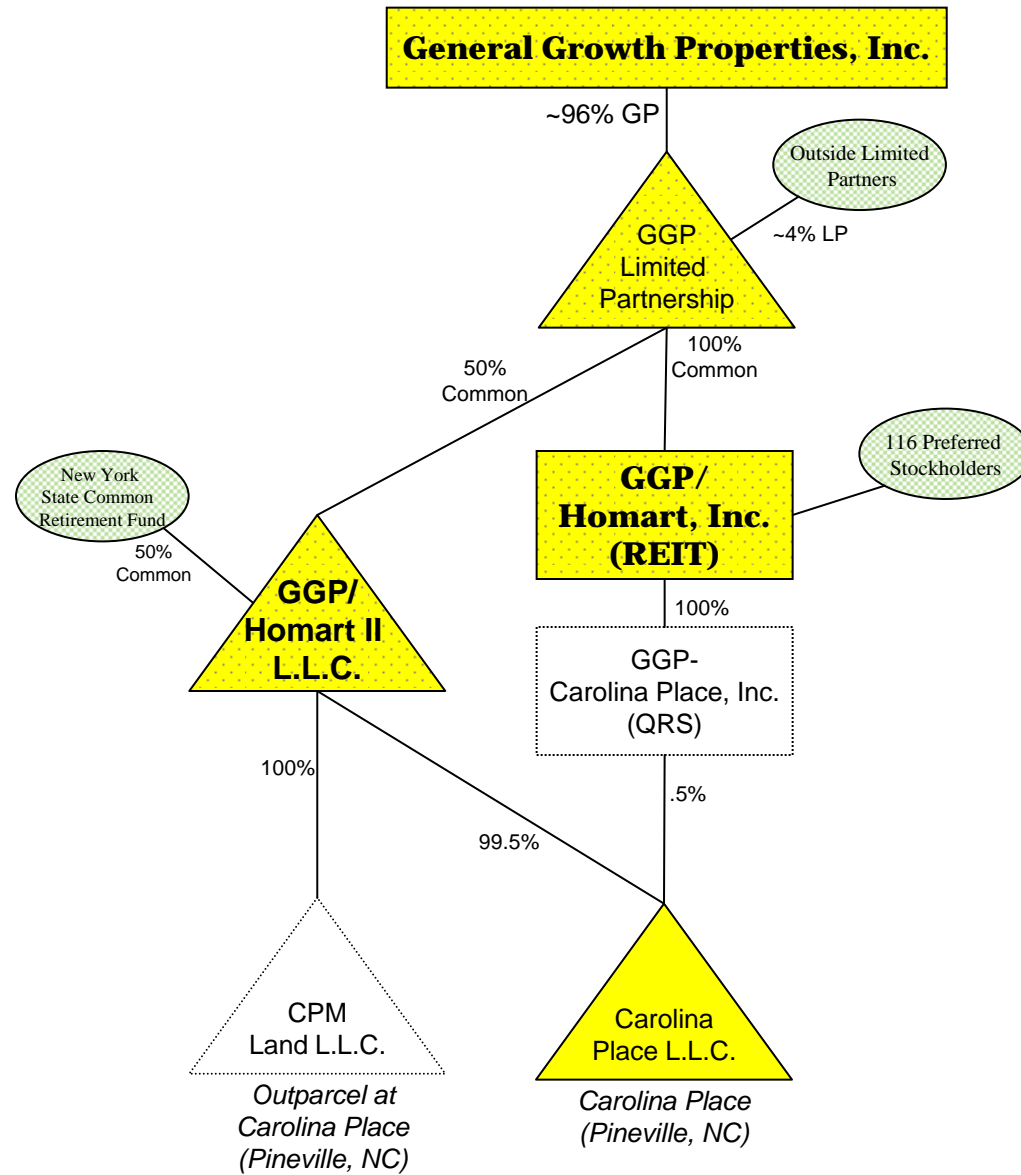 General Growth Properties, Inc.
~96% GP
Outside Limited
Partners
~4% LP
GGP
Limited
Partnership
50%
Common
100%
Common
New York
State Common
Retirement Fund
50%
Common
116 Preferred
Stockholders
GGP/
Homart, Inc.
(REIT)
GGP/
Homart II
L.L.C.
100%
GGP-
Carolina Place, Inc.
(QRS)
100%
99.5%
.5%
CPM
Land L.L.C.
Carolina
Place L.L.C.
Outparcel at
Carolina Place
(Pineville, NC)
Carolina Place
(Pineville, NC)